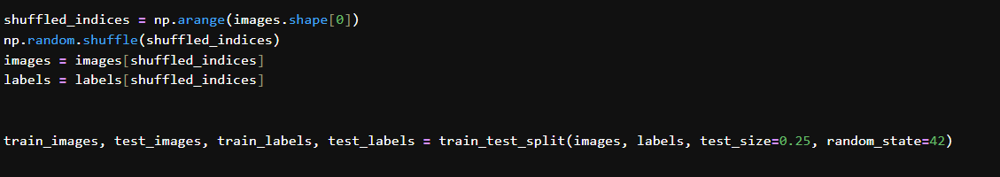 shuffled_indices = np.arange(images.shape[0])
np.random.shuffle(shuffled_indices)
images = images[shuffled_indices]
labels = labels[shuffled_indices]
train_images, test_images, train_labels, test_labels = train_test_split(images, labels, test_size=0.25, random_state=42)